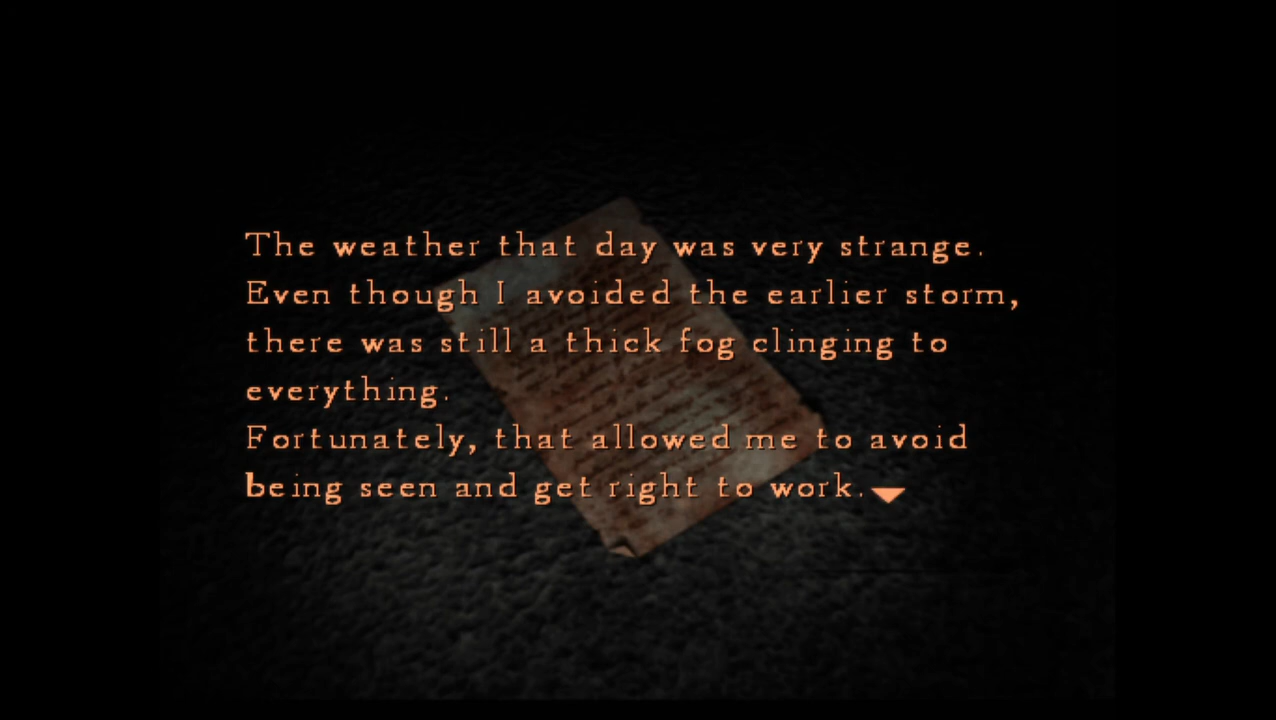 The weather that day was very strange.
Even though I avoided the earlier storm,
there was still a thick fog clinging to
everything.
Fortunately, that allowed me to avoid
being seen and get right to work.